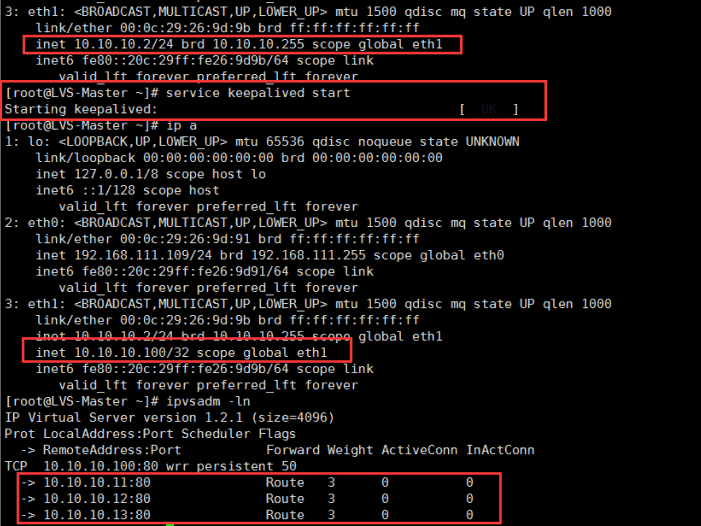 3: eth1: <BROADCAST,MULTICAST,UP,LOWER_UP> mtu 1500 qdisc mq state UP qlen 1000
    link/ether 00:0c:29:26:9d:9b brd ff:ff:ff:ff:ff:ff
    inet 10.10.10.2/24 brd 10.10.10.255 scope global eth1
    inet6 fe80::20c:29ff:fe26:9d9b/64 scope link
       valid_lft forever preferred_lft forever
[root@LVS-Master ~]# service keepalived start
Starting keepalived:                                       [  OK  ]
[root@LVS-Master ~]# ip a
1: lo: <LOOPBACK,UP,LOWER_UP> mtu 65536 qdisc noqueue state UNKNOWN
    link/loopback 00:00:00:00:00:00 brd 00:00:00:00:00:00
    inet 127.0.0.1/8 scope host lo
    inet6 ::1/128 scope host
       valid_lft forever preferred_lft forever
2: eth0: <BROADCAST,MULTICAST,UP,LOWER_UP> mtu 1500 qdisc mq state UP qlen 1000
    link/ether 00:0c:29:26:9d:91 brd ff:ff:ff:ff:ff:ff
    inet 192.168.111.109/24 brd 192.168.111.255 scope global eth0
    inet6 fe80::20c:29ff:fe26:9d91/64 scope link
       valid_lft forever preferred_lft forever
3: eth1: <BROADCAST,MULTICAST,UP,LOWER_UP> mtu 1500 qdisc mq state UP qlen 1000
    link/ether 00:0c:29:26:9d:9b brd ff:ff:ff:ff:ff:ff
    inet 10.10.10.2/24 brd 10.10.10.255 scope global eth1
    inet 10.10.10.100/32 scope global eth1
    inet6 fe80::20c:29ff:fe26:9d9b/64 scope link
       valid_lft forever preferred_lft forever
[root@LVS-Master ~]# ipvsadm -ln
IP Virtual Server version 1.2.1 (size=4096)
Prot LocalAddress:Port Scheduler Flags
  -> RemoteAddress:Port           Forward Weight ActiveConn InActConn
TCP  10.10.10.100:80 wrr persistent 50
  -> 10.10.10.11:80               Route   3      0          0
  -> 10.10.10.12:80               Route   3      0          0
  -> 10.10.10.13:80               Route   3      0          0